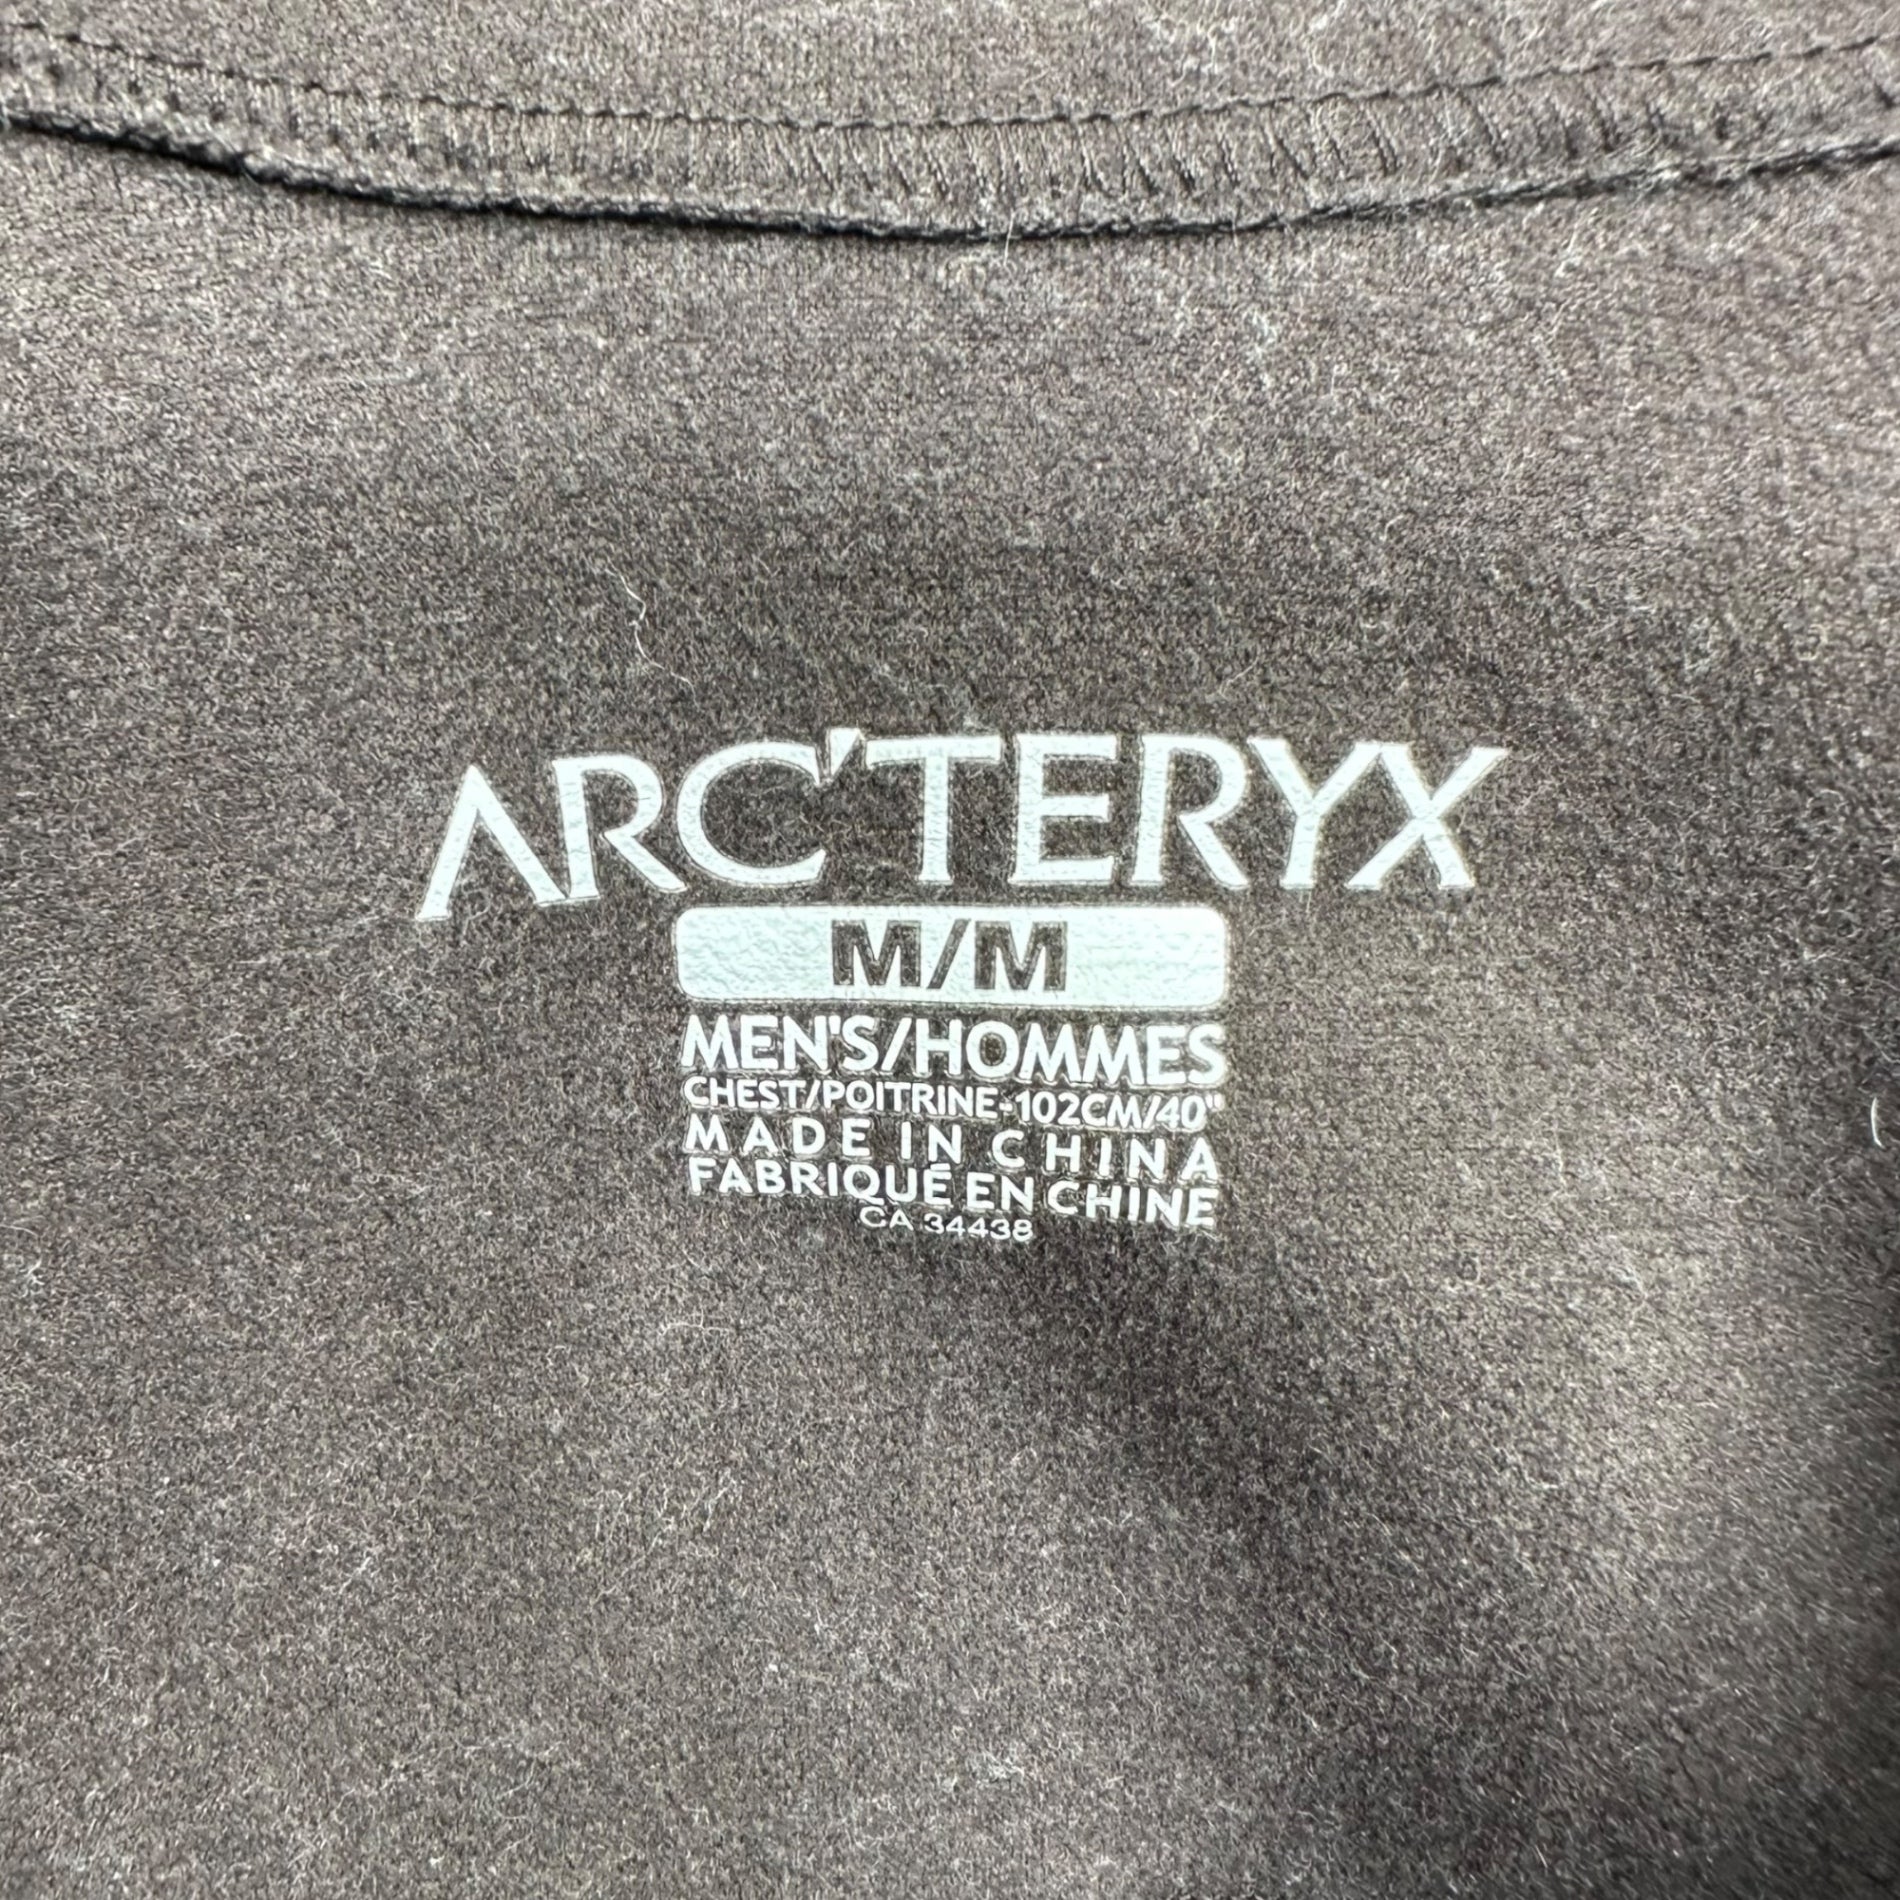 ARC'TERYX
M/M
MEN'S/HOMMES
CHEST/POITRINE-102CM/40"
MADE IN CHINA
FABRIQUÉ EN CHINE
CA 34438